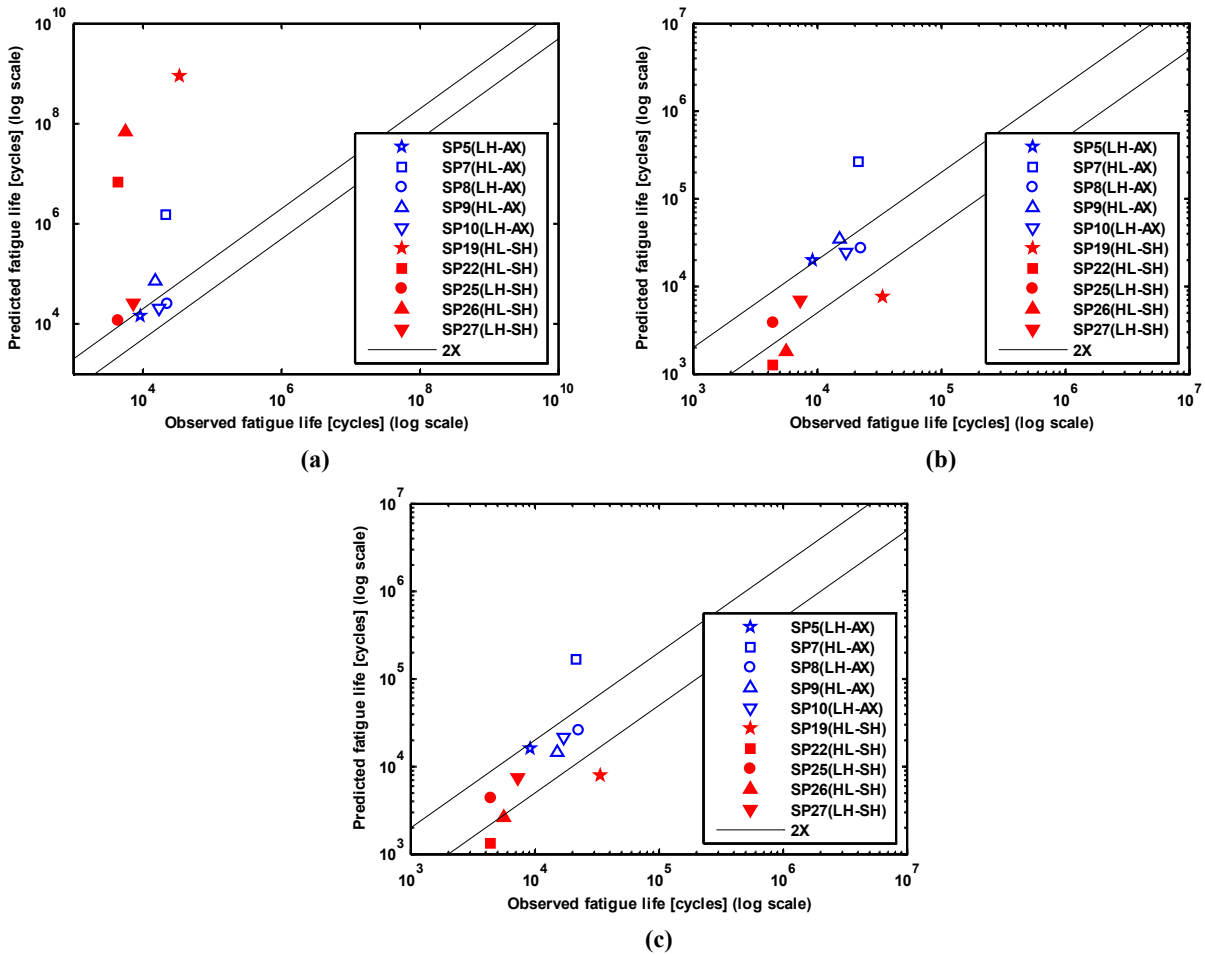 10^10
10^8
10^6
10^4
Predicted fatigue life [cycles] (log scale)
SP5(LH-AX)
SP7(HL-AX)
SP8(LH-AX)
SP9(HL-AX)
SP10(LH-AX)
SP19(HL-SH)
SP22(HL-SH)
SP25(LH-SH)
SP26(HL-SH)
SP27(LH-SH)
2X
10^4
10^6
10^8
10^10
Observed fatigue life [cycles] (log scale)
(a)
10^7
10^6
10^5
10^4
10^3
Predicted fatigue life [cycles] (log scale)
SP5(LH-AX)
SP7(HL-AX)
SP8(LH-AX)
SP9(HL-AX)
SP10(LH-AX)
SP19(HL-SH)
SP22(HL-SH)
SP25(LH-SH)
SP26(HL-SH)
SP27(LH-SH)
2X
10^3
10^4
10^5
10^6
10^7
Observed fatigue life [cycles] (log scale)
(b)
10^7
10^6
10^5
10^4
10^3
Predicted fatigue life [cycles] (log scale)
SP5(LH-AX)
SP7(HL-AX)
SP8(LH-AX)
SP9(HL-AX)
SP10(LH-AX)
SP19(HL-SH)
SP22(HL-SH)
SP25(LH-SH)
SP26(HL-SH)
SP27(LH-SH)
2X
10^3
10^4
10^5
10^6
10^7
Observed fatigue life [cycles] (log scale)
(c)